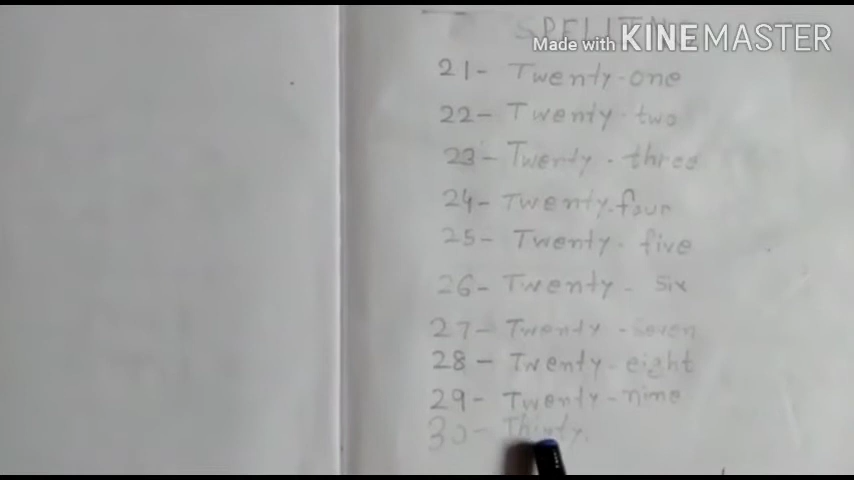 SPELLING
Made with KINEMASTER
21- Twenty-one
22- Twenty-two
23- Twenty-three
24- Twenty-four
25- Twenty-five
26- Twenty-six
27- Twenty-seven
28- Twenty-eight
29- Twenty-nine
30- Thirty.